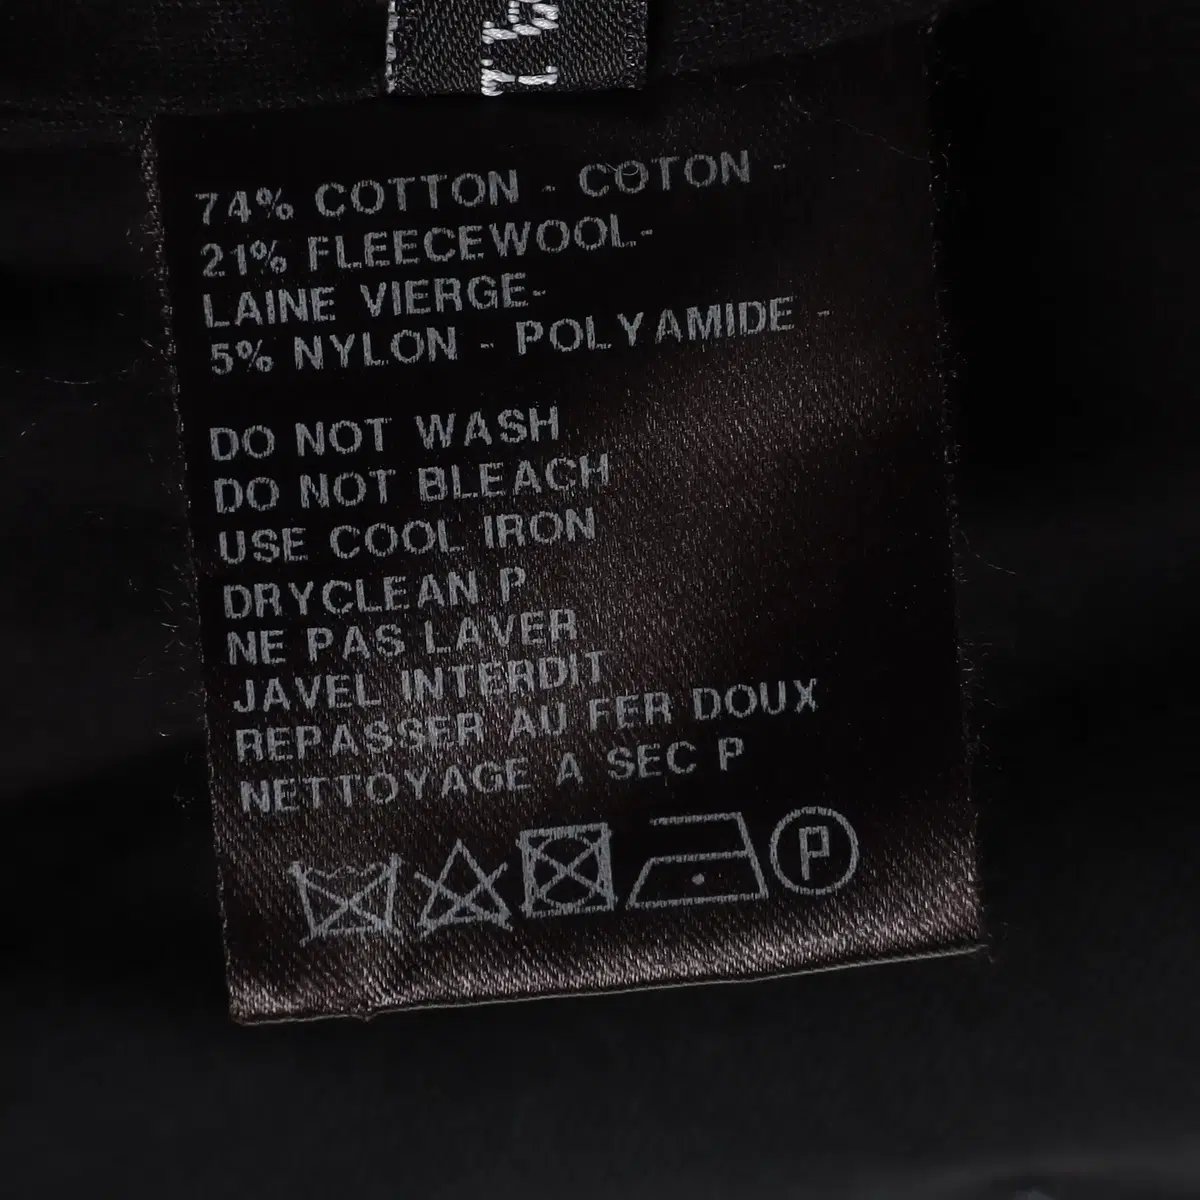 74% COTTON - COTON -
21% FLEECEWOOL-
LAINE VIERGE-
5% NYLON - POLYAMIDE -
DO NOT WASH
DO NOT BLEACH
USE COOL IRON
DRYCLEAN P
NE PAS LAVER
JAVEL INTERDIT
REPASSER AU FER DOUX
NETTOYAGE A SEC P
P